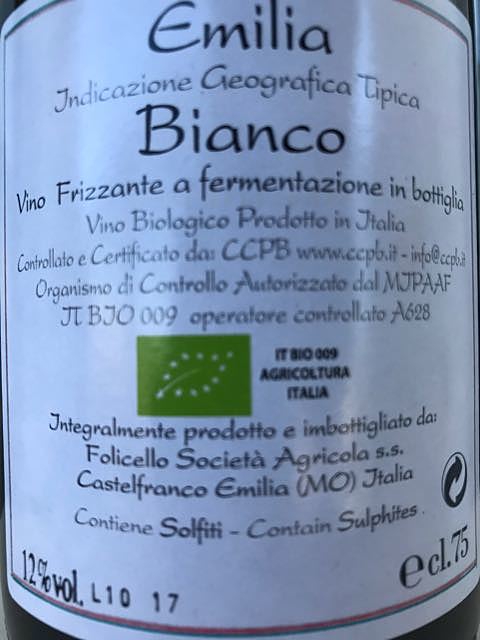 Emilia
Indicazione Geografica Tipica
Bianco
Vino Frizzante a fermentazione in bottiglia
Vino Biologico Prodotto in Italia
Controllato e Certificato da: CCPB www.ccpb.it - info@ccpb.it
Organismo di Controllo Autorizzato dal MIPAAF
IT BIO 009 operatore controllato A628
IT BIO 009
AGRICOLTURA
ITALIA
Integralmente prodotto e imbottigliato da:
Folicello Società Agricola s.s.
Castelfranco Emilia (MO) Italia
Contiene Solfiti - Contain Sulphites.
12%vol. L10 17
e cl.75